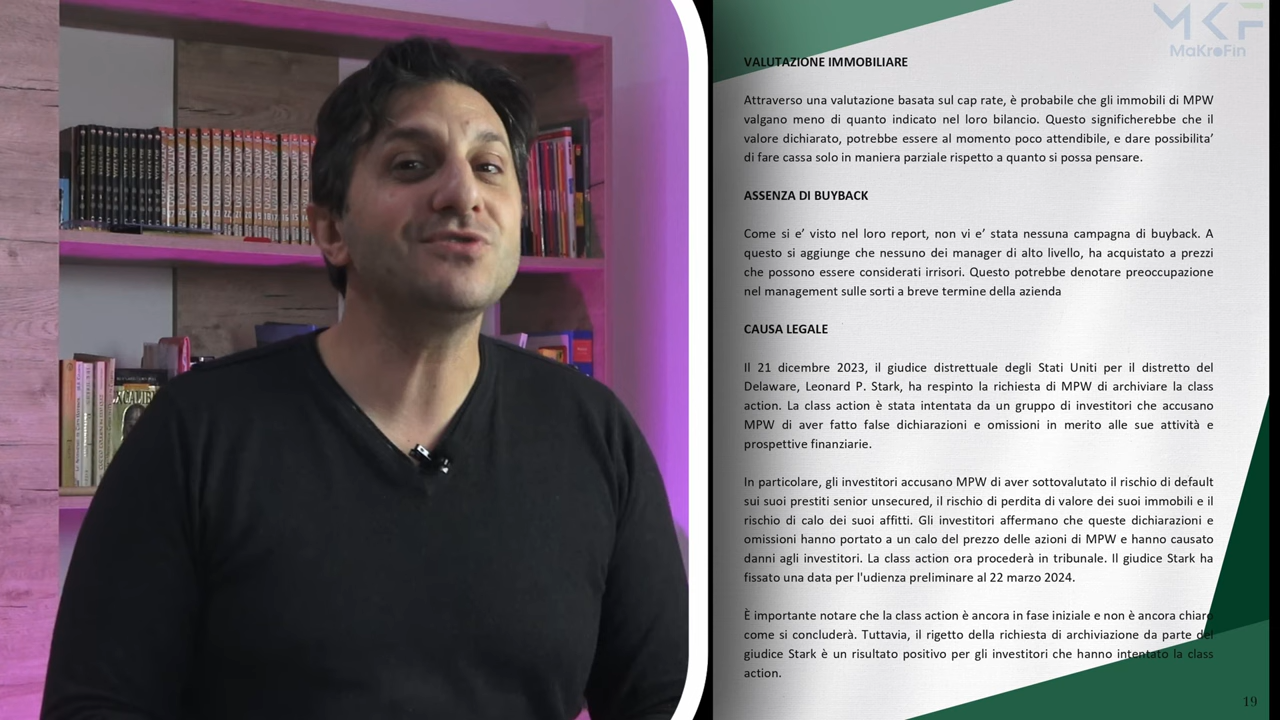 MKF
MaKroFin
VALUTAZIONE IMMOBILIARE
Attraverso una valutazione basata sul cap rate, è probabile che gli immobili di MPW
valgano meno di quanto indicato nel loro bilancio. Questo significherebbe che il
valore dichiarato, potrebbe essere al momento poco attendibile, e dare possibilita'
di fare cassa solo in maniera parziale rispetto a quanto si possa pensare.
ASSENZA DI BUYBACK
Come si e' visto nel loro report, non vi e' stata nessuna campagna di buyback. A
questo si aggiunge che nessuno dei manager di alto livello, ha acquistato a prezzi
che possono essere considerati irrisori. Questo potrebbe denotare preoccupazione
nel management sulle sorti a breve termine della azienda
CAUSA LEGALE
Il 21 dicembre 2023, il giudice distrettuale degli Stati Uniti per il distretto del
Delaware, Leonard P. Stark, ha respinto la richiesta di MPW di archiviare la class
action. La class action è stata intentata da un gruppo di investitori che accusano
MPW di aver fatto false dichiarazioni e omissioni in merito alle sue attività e
prospettive finanziarie.
In particolare, gli investitori accusano MPW di aver sottovalutato il rischio di default
sui suoi prestiti senior unsecured, il rischio di perdita di valore dei suoi immobili e il
rischio di calo dei suoi affitti. Gli investitori affermano che queste dichiarazioni e
omissioni hanno portato a un calo del prezzo delle azioni di MPW e hanno causato
danni agli investitori. La class action ora procederà in tribunale. Il giudice Stark ha
fissato una data per l'udienza preliminare al 22 marzo 2024.
È importante notare che la class action è ancora in fase iniziale e non è ancora chiaro
come si concluderà. Tuttavia, il rigetto della richiesta di archiviazione da parte del
giudice Stark è un risultato positivo per gli investitori che hanno intentato la class
action.
19